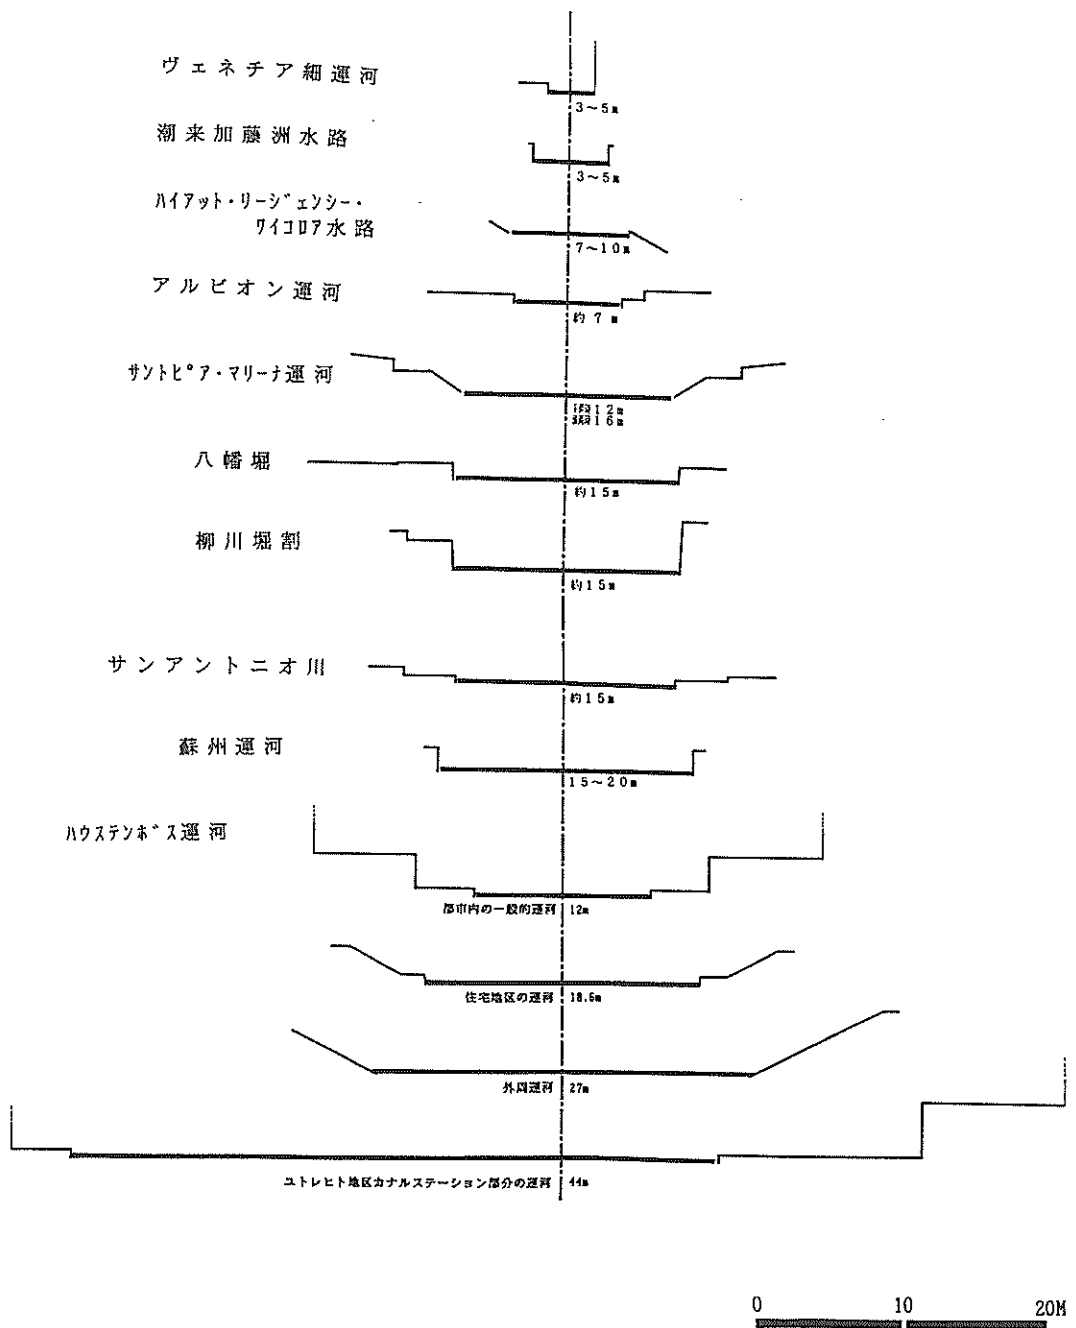 ヴェネチア細運河
3～5m
潮来加藤洲水路
3～5m
ハイアット・リージェンシー・
ワイコロア水路
7～10m
アルビオン運河
約7m
サントピア・マリーナ運河
12m
16m
八幡堀
約15m
柳川堀割
約15m
サンアントニオ川
約15m
蘇州運河
15～20m
ハウステンボス運河
都市内の一般的運河 12m
住宅地区の運河 18.5m
外周運河 27m
ユトレヒト地区カナルステーション部分の運河 44m
0 10 20M